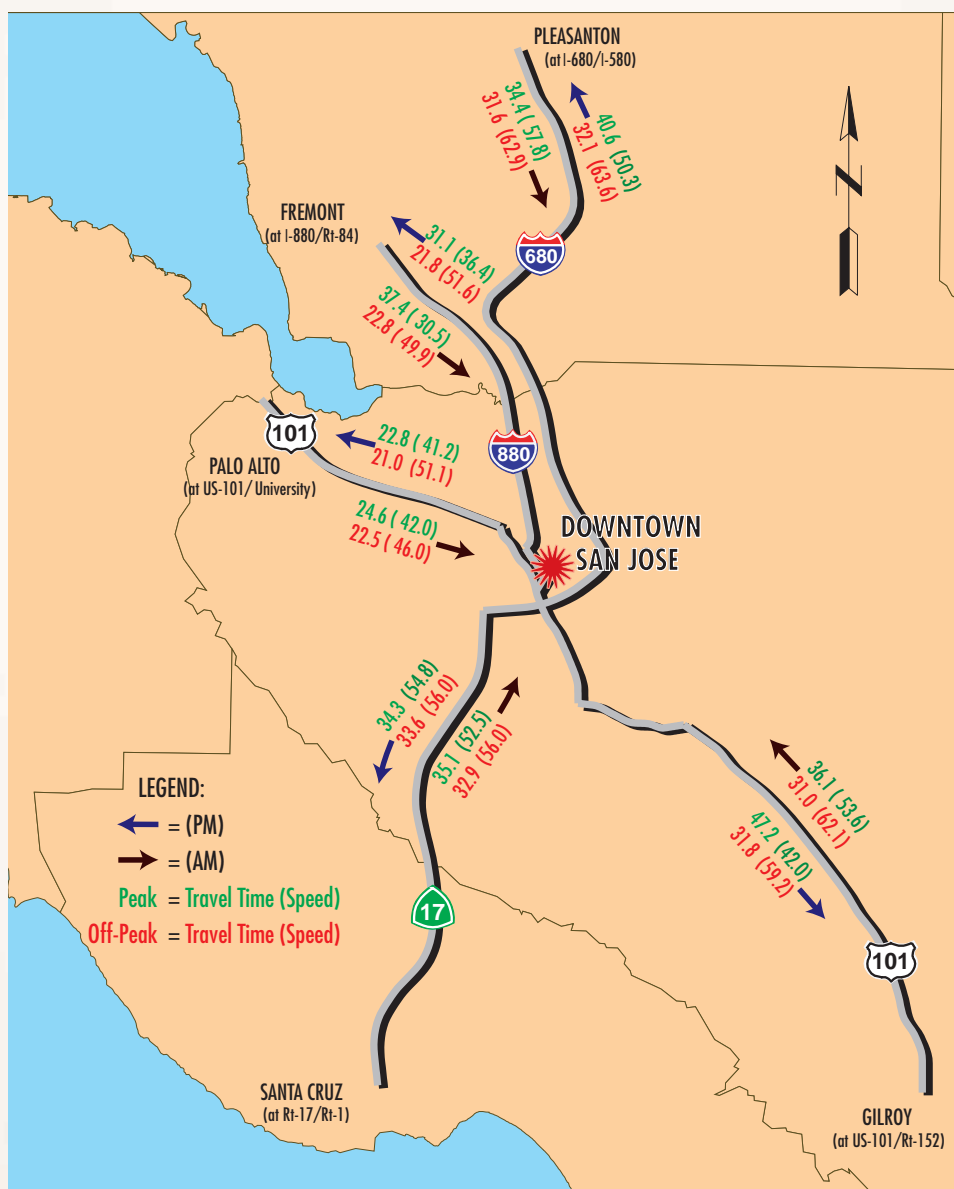 PLEASANTON
(at I-680/I-580)
34.4 ( 57.8)
31.6 (62.9)
40.6 (50.3)
32.1 (63.6)
N
FREMONT
(at I-880/Rt-84)
31.1 (36.4)
21.8 (51.6)
680
37.4 ( 30.5)
22.8 ( 49.9)
101
22.8 ( 41.2)
21.0 (51.1)
880
PALO ALTO
(at US-101/ University)
24.6 ( 42.0)
22.5 ( 46.0)
DOWNTOWN
SAN JOSE
34.3 (54.8)
33.6 (56.0)
35.1 (52.5)
32.9 (56.0)
36.1 ( 53.6)
31.0 (62.1)
47.2 (42.0)
31.8 (59.2)
LEGEND:
= (PM)
= (AM)
Peak = Travel Time (Speed)
Off-Peak = Travel Time (Speed)
17
101
SANTA CRUZ
(at Rt-17/Rt-1)
GILROY
(at US-101/Rt-152)